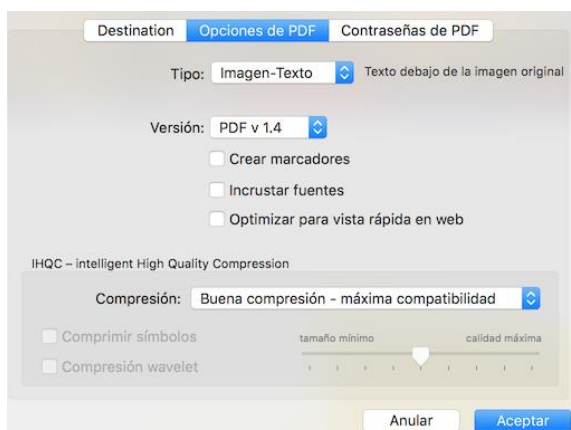 Destination Opciones de PDF Contraseñas de PDF
Tipo: Imagen-Texto Texto debajo de la imagen original
Versión: PDF v 1.4
Crear marcadores
Incrustar fuentes
Optimizar para vista rápida en web
IHQC – intelligent High Quality Compression
Compresión: Buena compresión - máxima compatibilidad
Comprimir símbolos tamaño mínimo calidad máxima
Compresión wavelet
Anular Aceptar